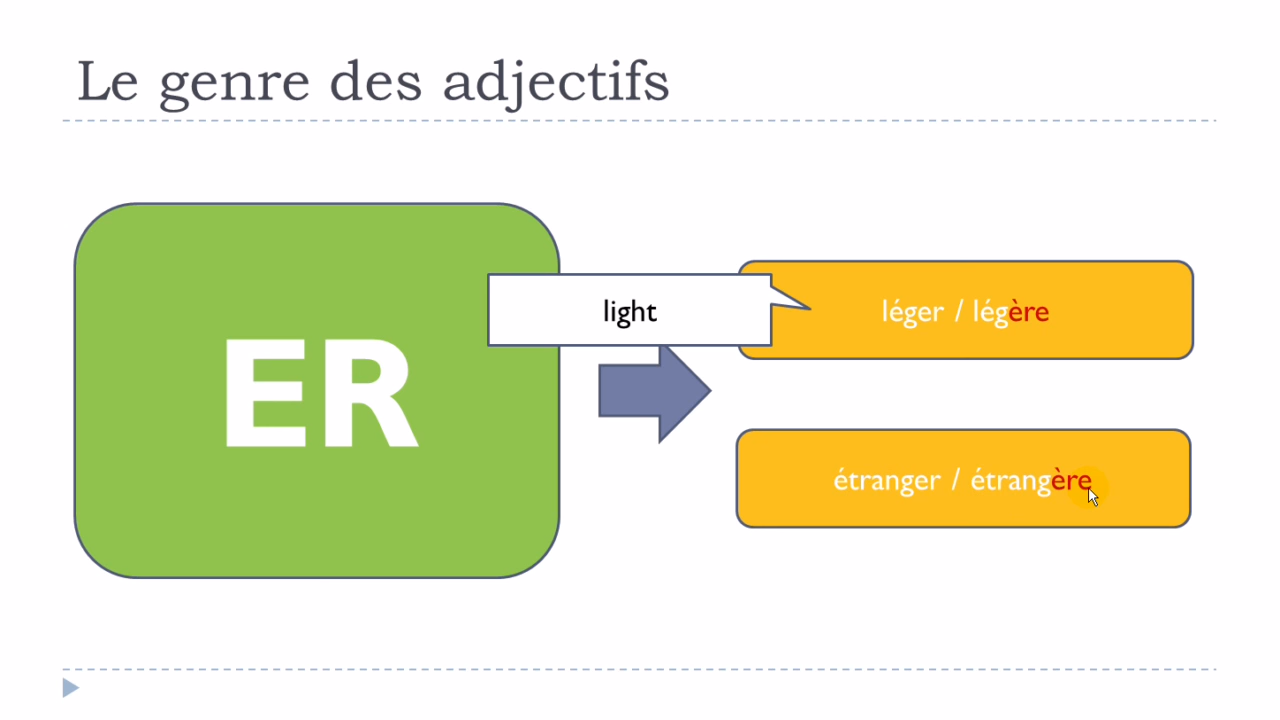 Le genre des adjectifs
ER
light
léger / légère
étranger / étrangère